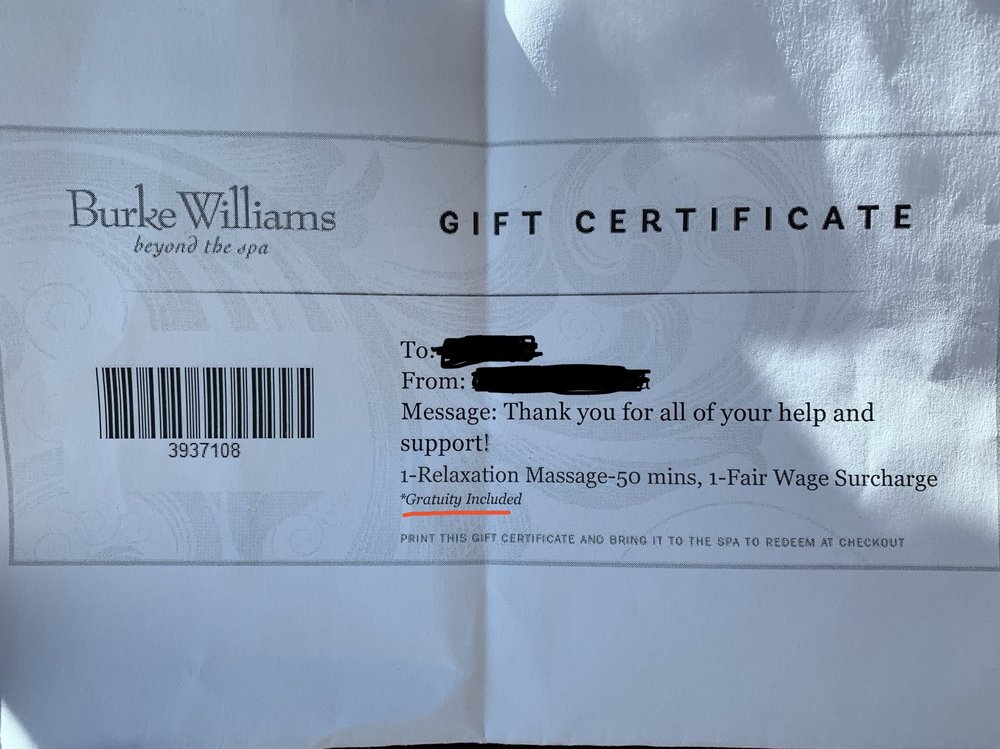 Burke Williams
beyond the spa
GIFT CERTIFICATE
3937108
To:
From:
Message: Thank you for all of your help and
support!
1-Relaxation Massage-50 mins, 1-Fair Wage Surcharge
*Gratuity Included
PRINT THIS GIFT CERTIFICATE AND BRING IT TO THE SPA TO REDEEM AT CHECKOUT